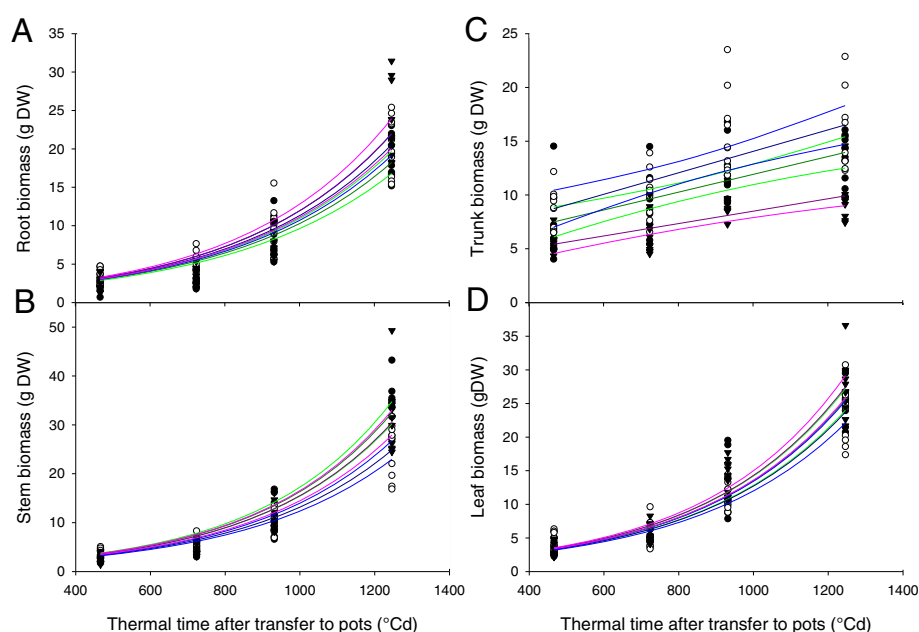 A
35
30
25
20
15
10
5
0
Root biomass (g DW)
C
25
20
15
10
5
0
Trunk biomass (g DW)
B
50
40
30
20
10
0
Stem biomass (g DW)
400 600 800 1000 1200 1400
Thermal time after transfer to pots (°Cd)
D
35
30
25
20
15
10
5
0
Leaf biomass (gDW)
400 600 800 1000 1200 1400
Thermal time after transfer to pots (°Cd)